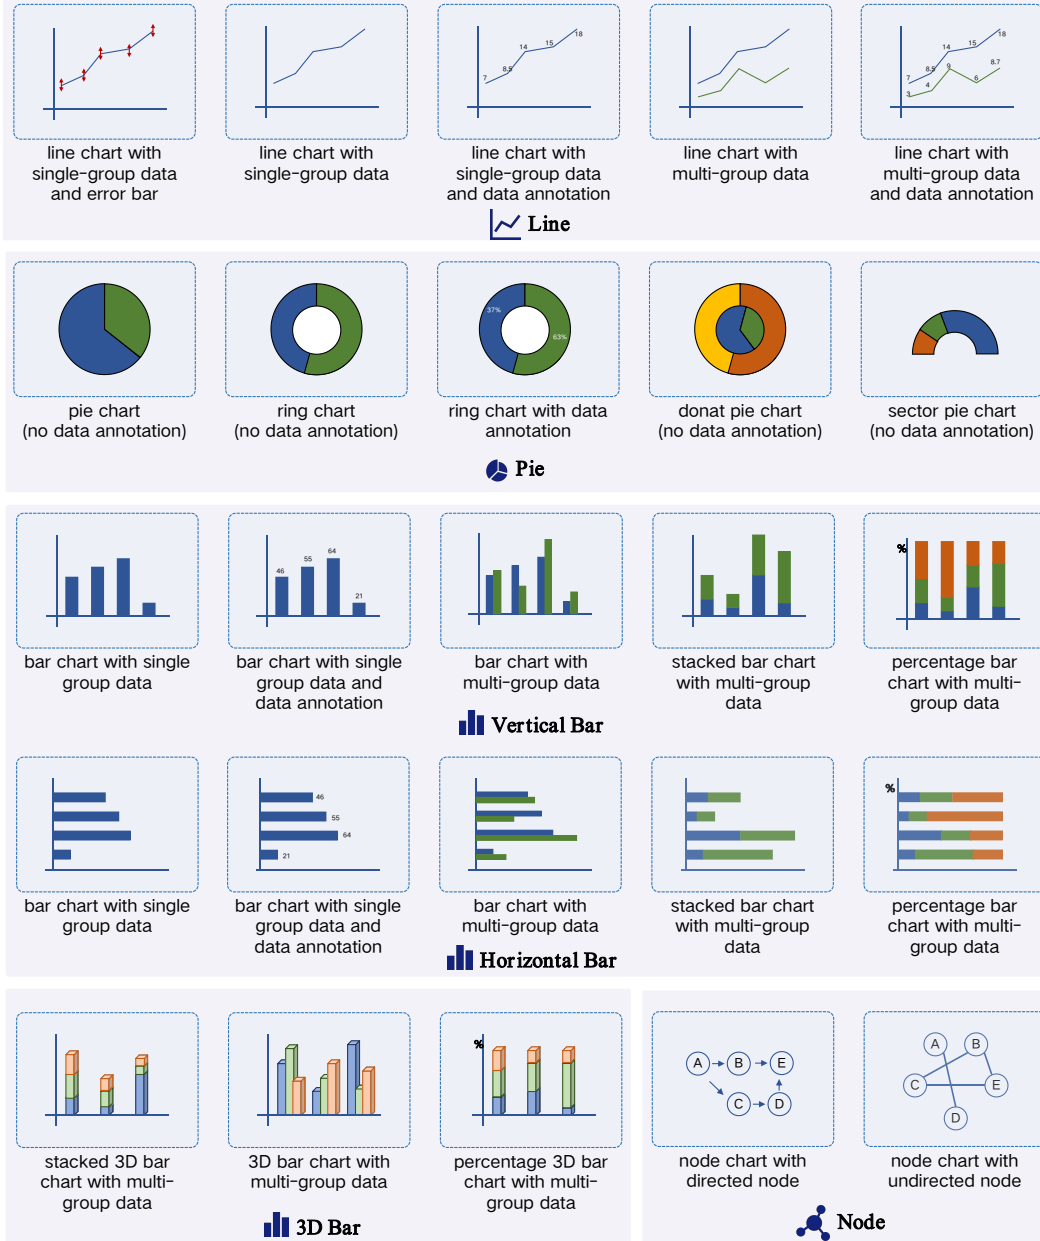 7
8.5
14
15
18
7
8.5
14
15
18
3
4
9
6
8.7
line chart with
single-group data
and error bar
line chart with
single-group data
line chart with
single-group data
and data annotation
line chart with
multi-group data
line chart with
multi-group data
and data annotation
Line
37%
63%
pie chart
(no data annotation)
ring chart
(no data annotation)
ring chart with data
annotation
donat pie chart
(no data annotation)
sector pie chart
(no data annotation)
Pie
46
55
64
21
%
bar chart with single
group data
bar chart with single
group data and
data annotation
bar chart with
multi-group data
stacked bar chart
with multi-group
data
percentage bar
chart with multi-
group data
Vertical Bar
46
55
64
21
%
bar chart with single
group data
bar chart with single
group data and
data annotation
bar chart with
multi-group data
stacked bar chart
with multi-group
data
percentage bar
chart with multi-
group data
Horizontal Bar
%
A B E
C D
A B
C E
D
stacked 3D bar
chart with multi-
group data
3D bar chart with
multi-group data
percentage 3D bar
chart with multi-
group data
node chart with
directed node
node chart with
undirected node
3D Bar
Node